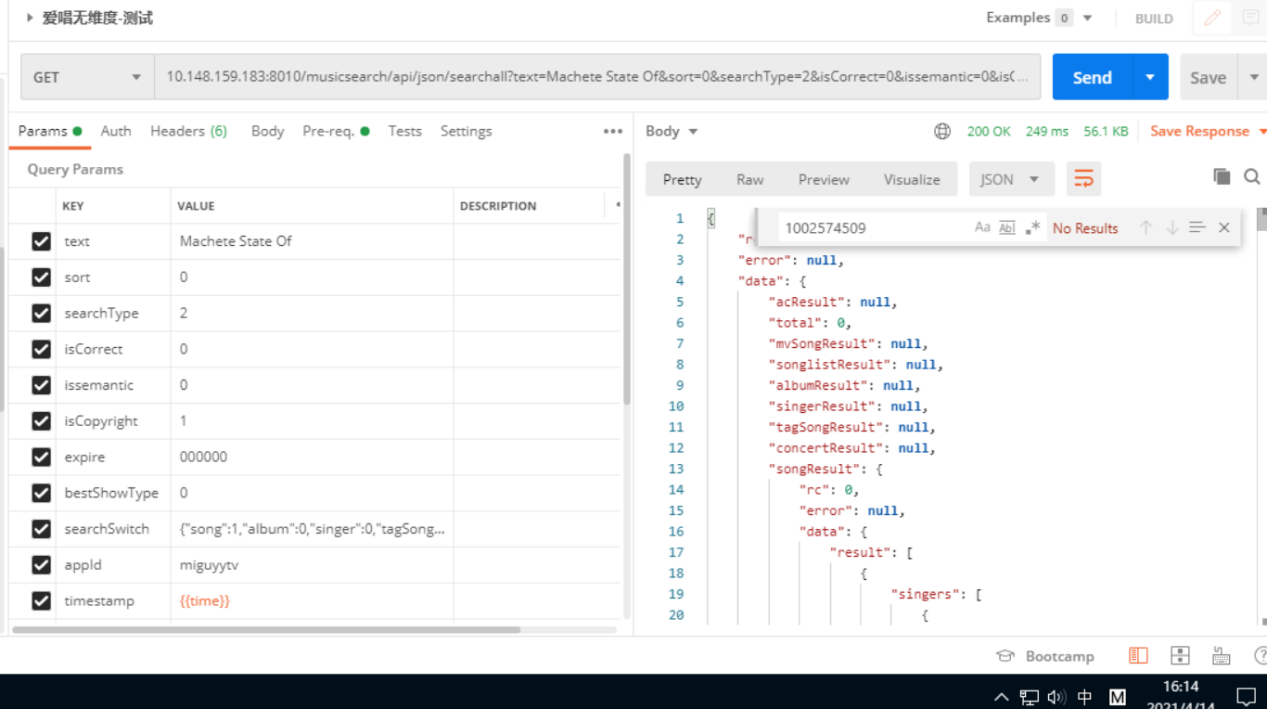 爱唱无维度-测试
Examples 0 BUILD
GET 10.148.159.183:8010/musicsearch/api/json/searchall?text=Machete State Of&sort=0&searchType=2&isCorrect=0&issemantic=0&isC... Send Save
Params Auth Headers (6) Body Pre-req. Tests Settings
Query Params
KEY VALUE DESCRIPTION
text Machete State Of
sort 0
searchType 2
isCorrect 0
issemantic 0
isCopyright 1
expire 000000
bestShowType 0
searchSwitch {"song":1,"album":0,"singer":0,"tagSong...
appId miguyytv
timestamp {{time}}
Body 200 OK 249 ms 56.1 KB Save Response
Pretty Raw Preview Visualize JSON
1002574509 Aa Abl .* No Results
1 {
2 "r
3 "error": null,
4 "data": {
5 "acResult": null,
6 "total": 0,
7 "mvSongResult": null,
8 "songlistResult": null,
9 "albumResult": null,
10 "singerResult": null,
11 "tagSongResult": null,
12 "concertResult": null,
13 "songResult": {
14 "rc": 0,
15 "error": null,
16 "data": {
17 "result": [
18 {
19 "singers": [
20 {
Bootcamp
中 M 16:14
2021/4/14